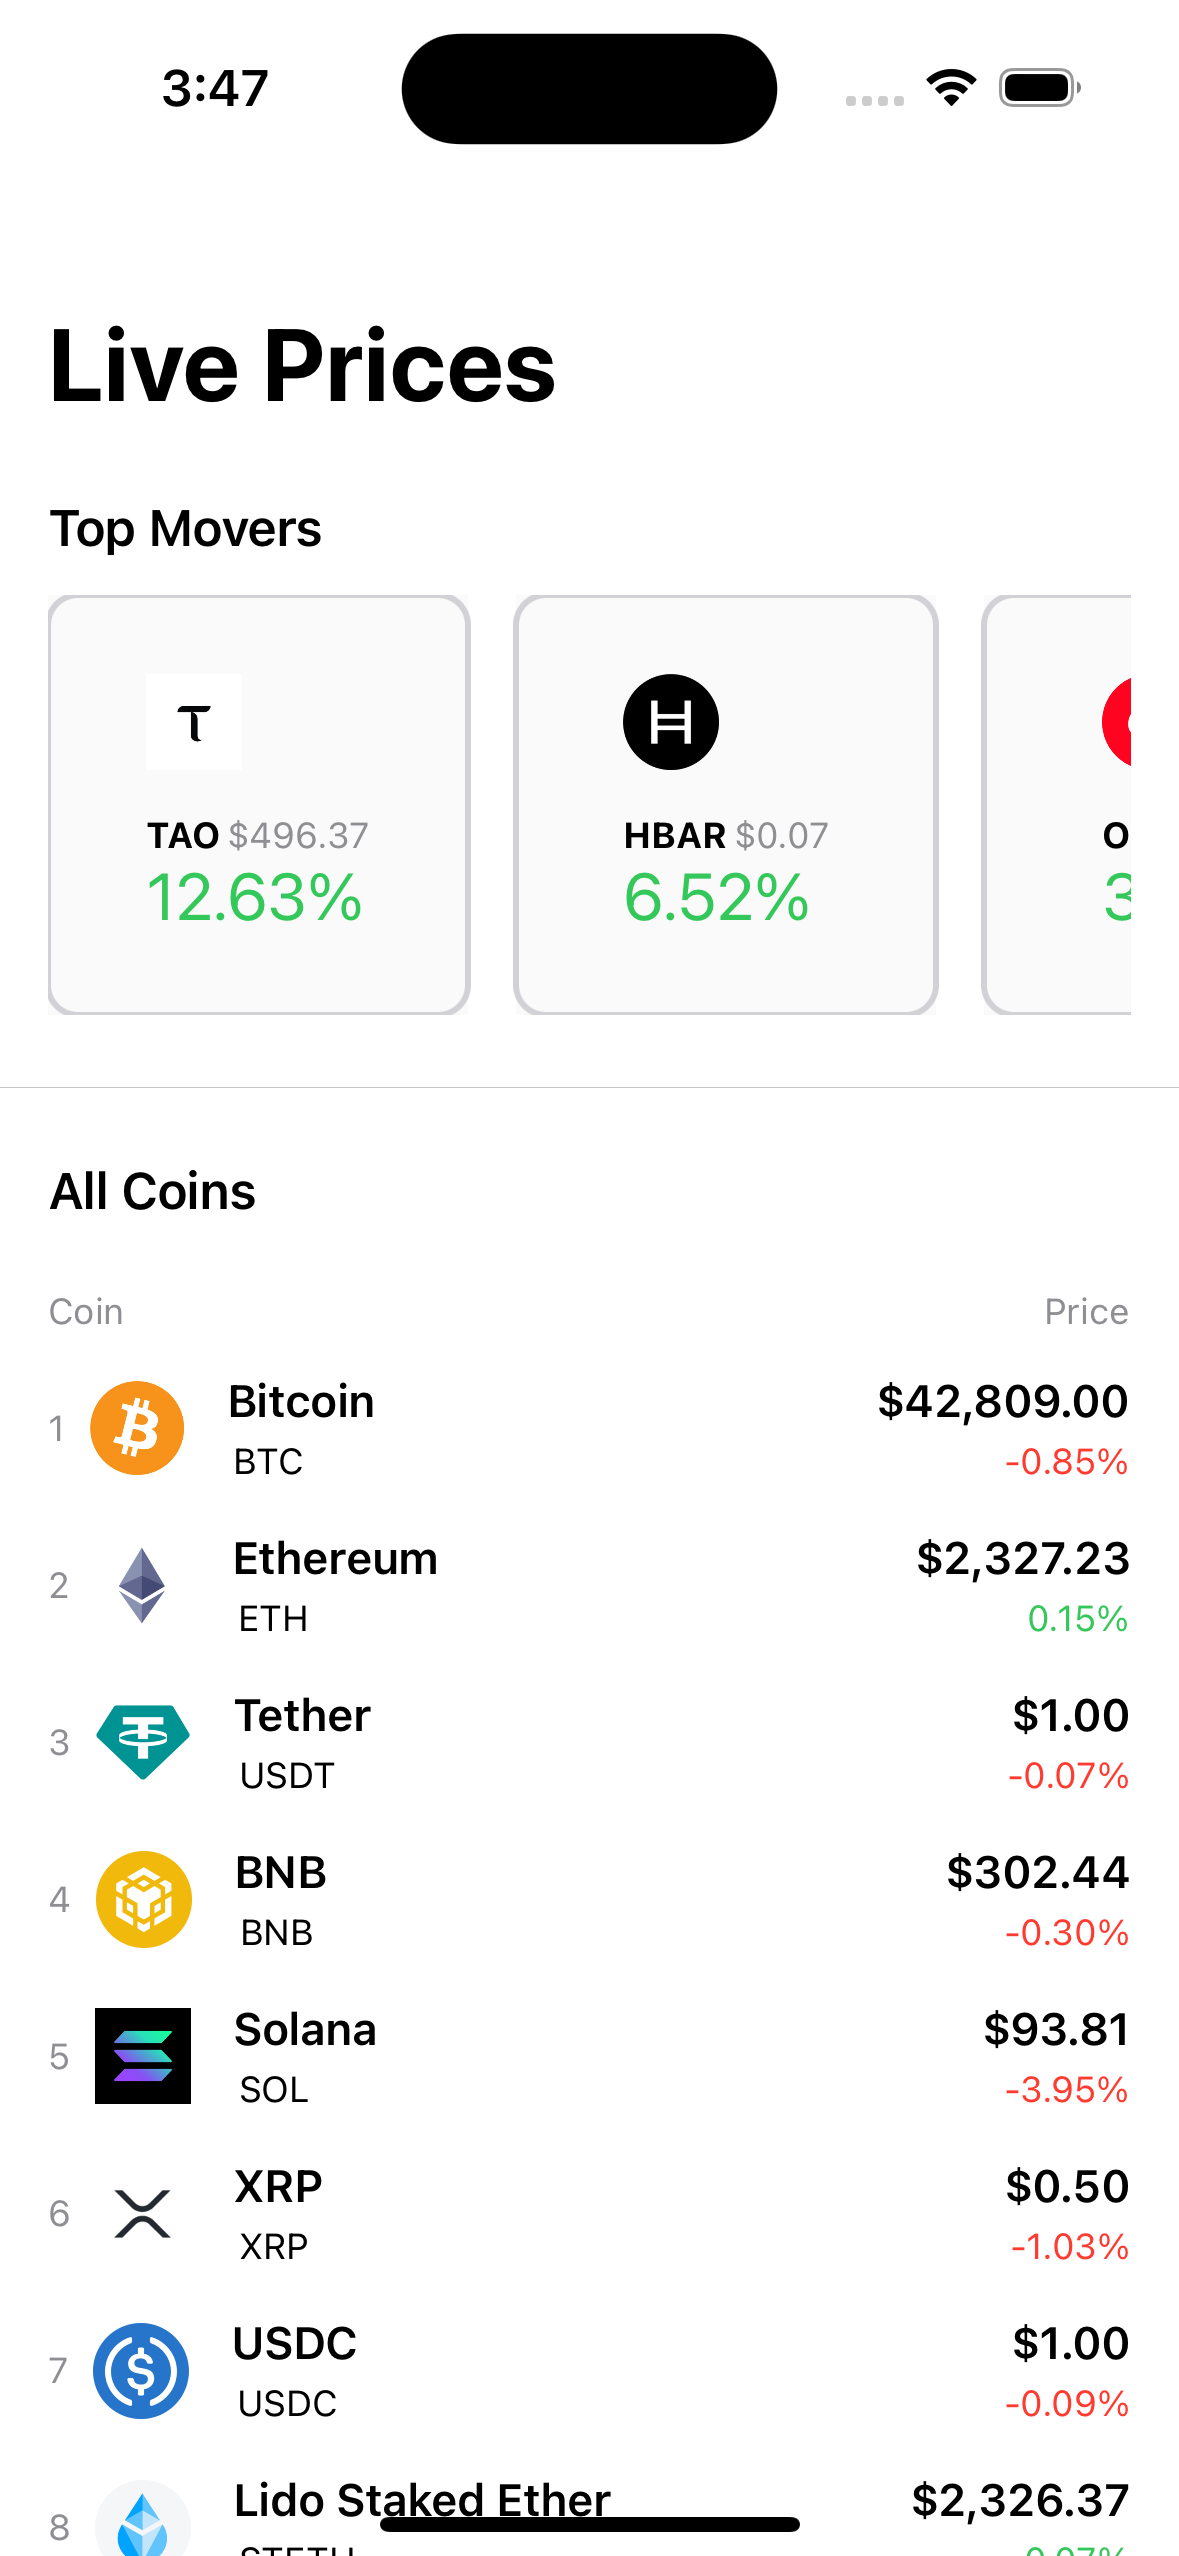 3:47
Live Prices
Top Movers
TAO $496.37
12.63%
HBAR $0.07
6.52%
All Coins
Coin Price
1 Bitcoin $42,809.00
BTC -0.85%
2 Ethereum $2,327.23
ETH 0.15%
3 Tether $1.00
USDT -0.07%
4 BNB $302.44
BNB -0.30%
5 Solana $93.81
SOL -3.95%
6 XRP $0.50
XRP -1.03%
7 USDC $1.00
USDC -0.09%
8 Lido Staked Ether $2,326.37
STETH 0.07%